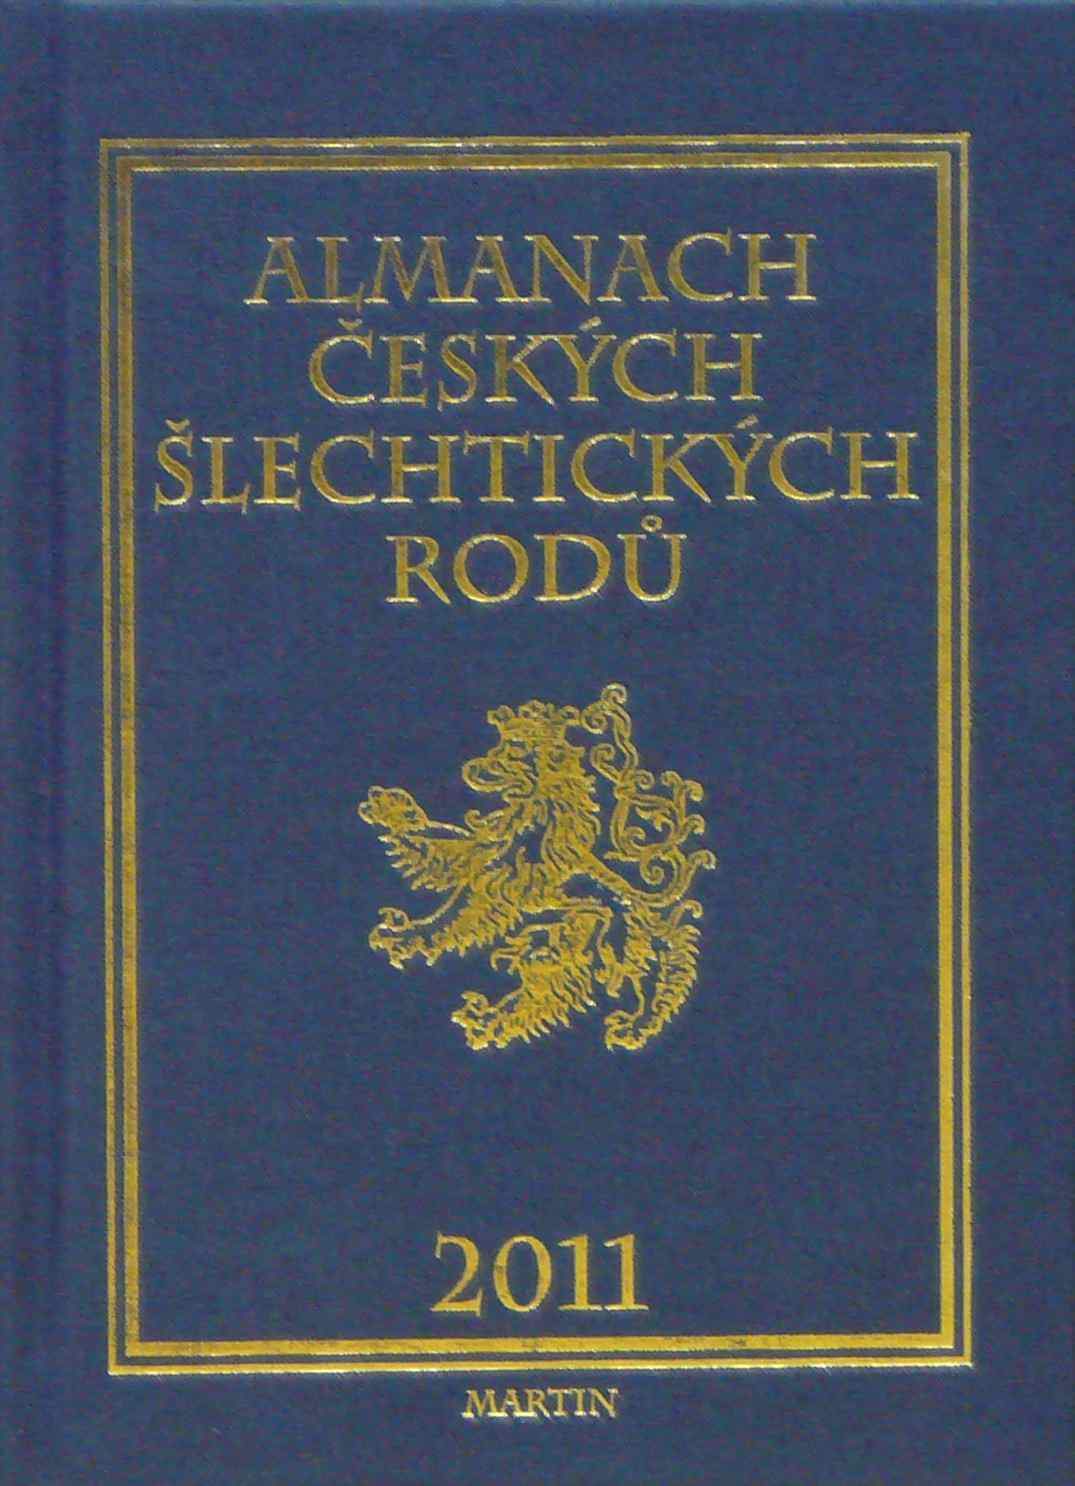 ALMANACH
ČESKÝCH
ŠLECHTICKÝCH
RODŮ
2011
MARTIN